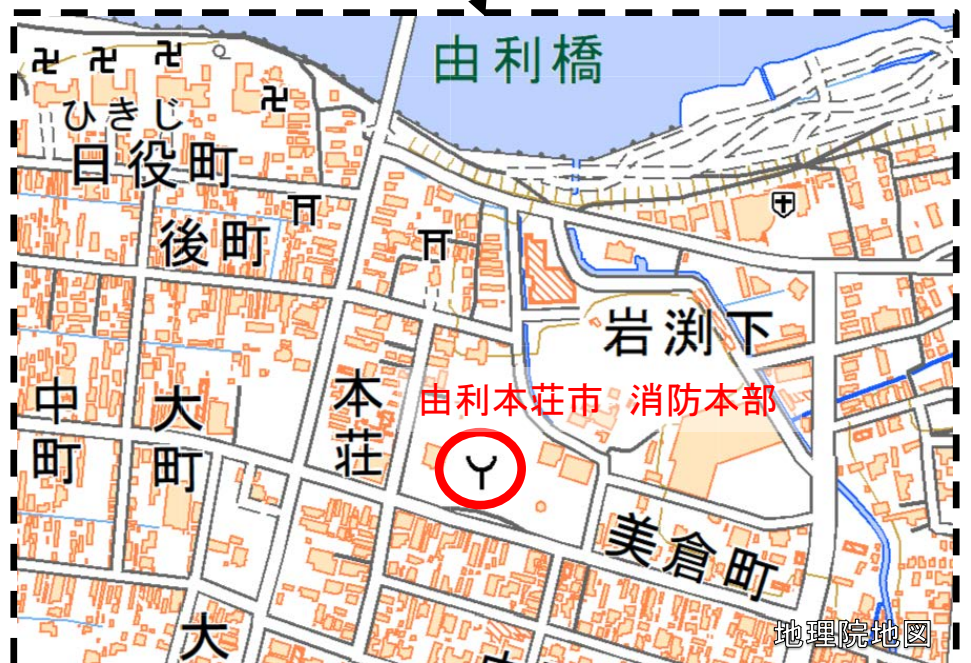 由利橋
ひきじ
日役町
後町
岩渕下
中町
大町
本荘
由利本荘市 消防本部
美倉町
大
地理院地図